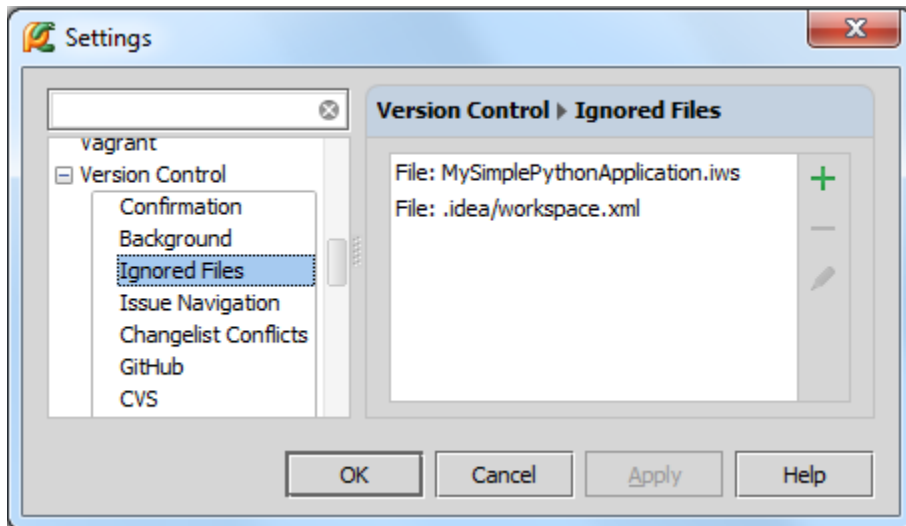 Settings
Version Control ▸ Ignored Files
Vagrant
Version Control
Confirmation
Background
Ignored Files
Issue Navigation
Changelist Conflicts
GitHub
CVS
File: MySimplePythonApplication.iws
File: .idea/workspace.xml
OK
Cancel
Apply
Help